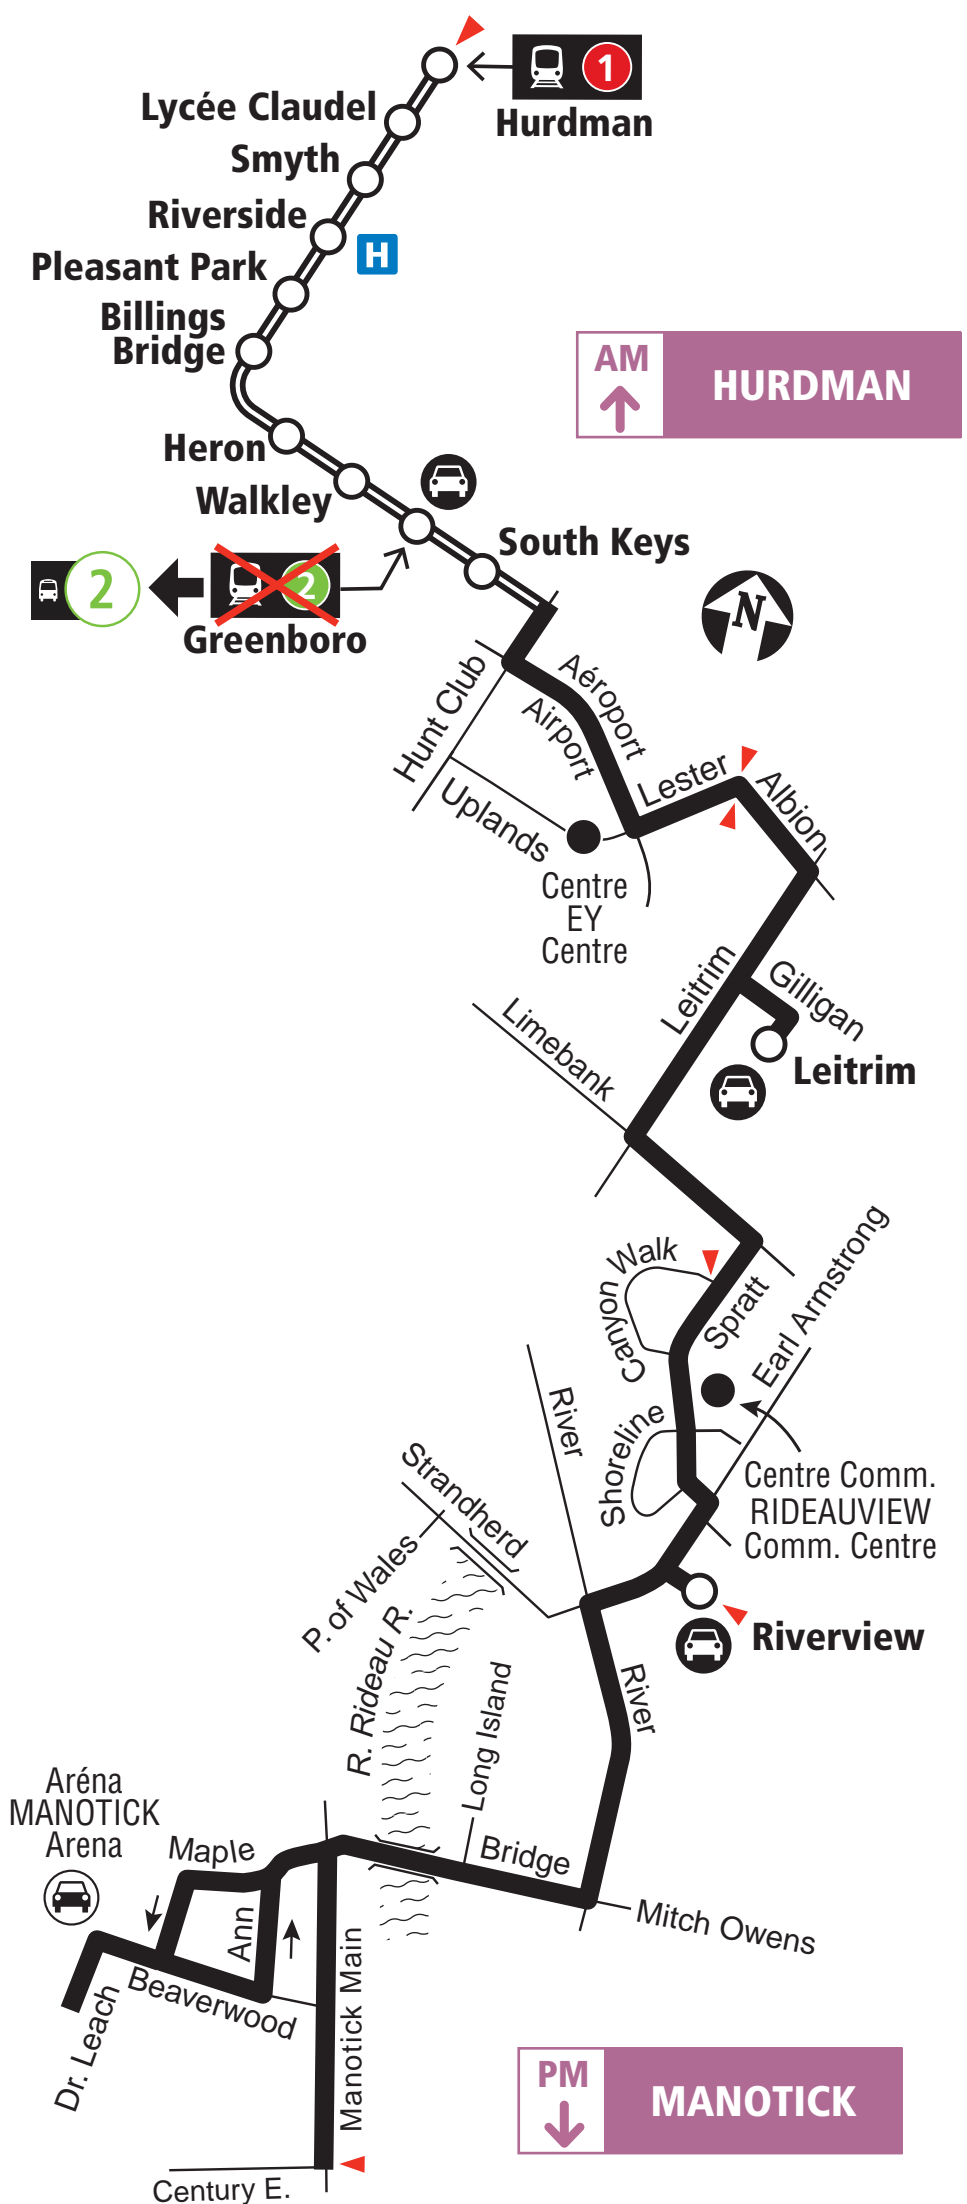 1
Hurdman
Lycée Claudel
Smyth
Riverside
H
Pleasant Park
Billings
Bridge
AM
HURDMAN
Heron
Walkley
South Keys
2
2
Greenboro
N
Hunt Club
Aéroport
Airport
Uplands
Lester
Albion
Centre
EY
Centre
Leitrim
Gilligan
Limebank
Leitrim
Canyon Walk
Spratt
Earl Armstrong
River
Shoreline
Strandherd
Centre Comm.
RIDEAUVIEW
Comm. Centre
P. of Wales
R. Rideau R.
Riverview
River
Long Island
Aréna
MANOTICK
Arena
Maple
Bridge
Mitch Owens
Ann
Beaverwood
Dr. Leach
Manotick Main
PM
MANOTICK
Century E.